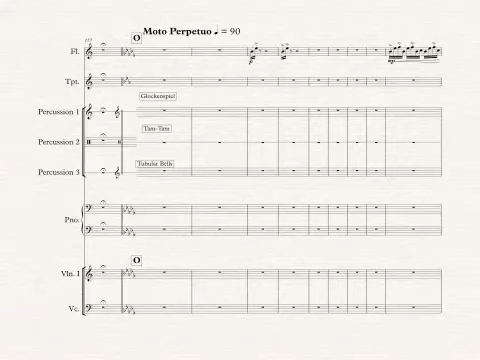 Moto Perpetuo ♩ = 90
O
Fl.
Tpt.
Glockenspiel
Percussion 1
Tam-Tam
Percussion 2
Tubular Bells
Percussion 3
Pno.
O
Vln. I
Vc.